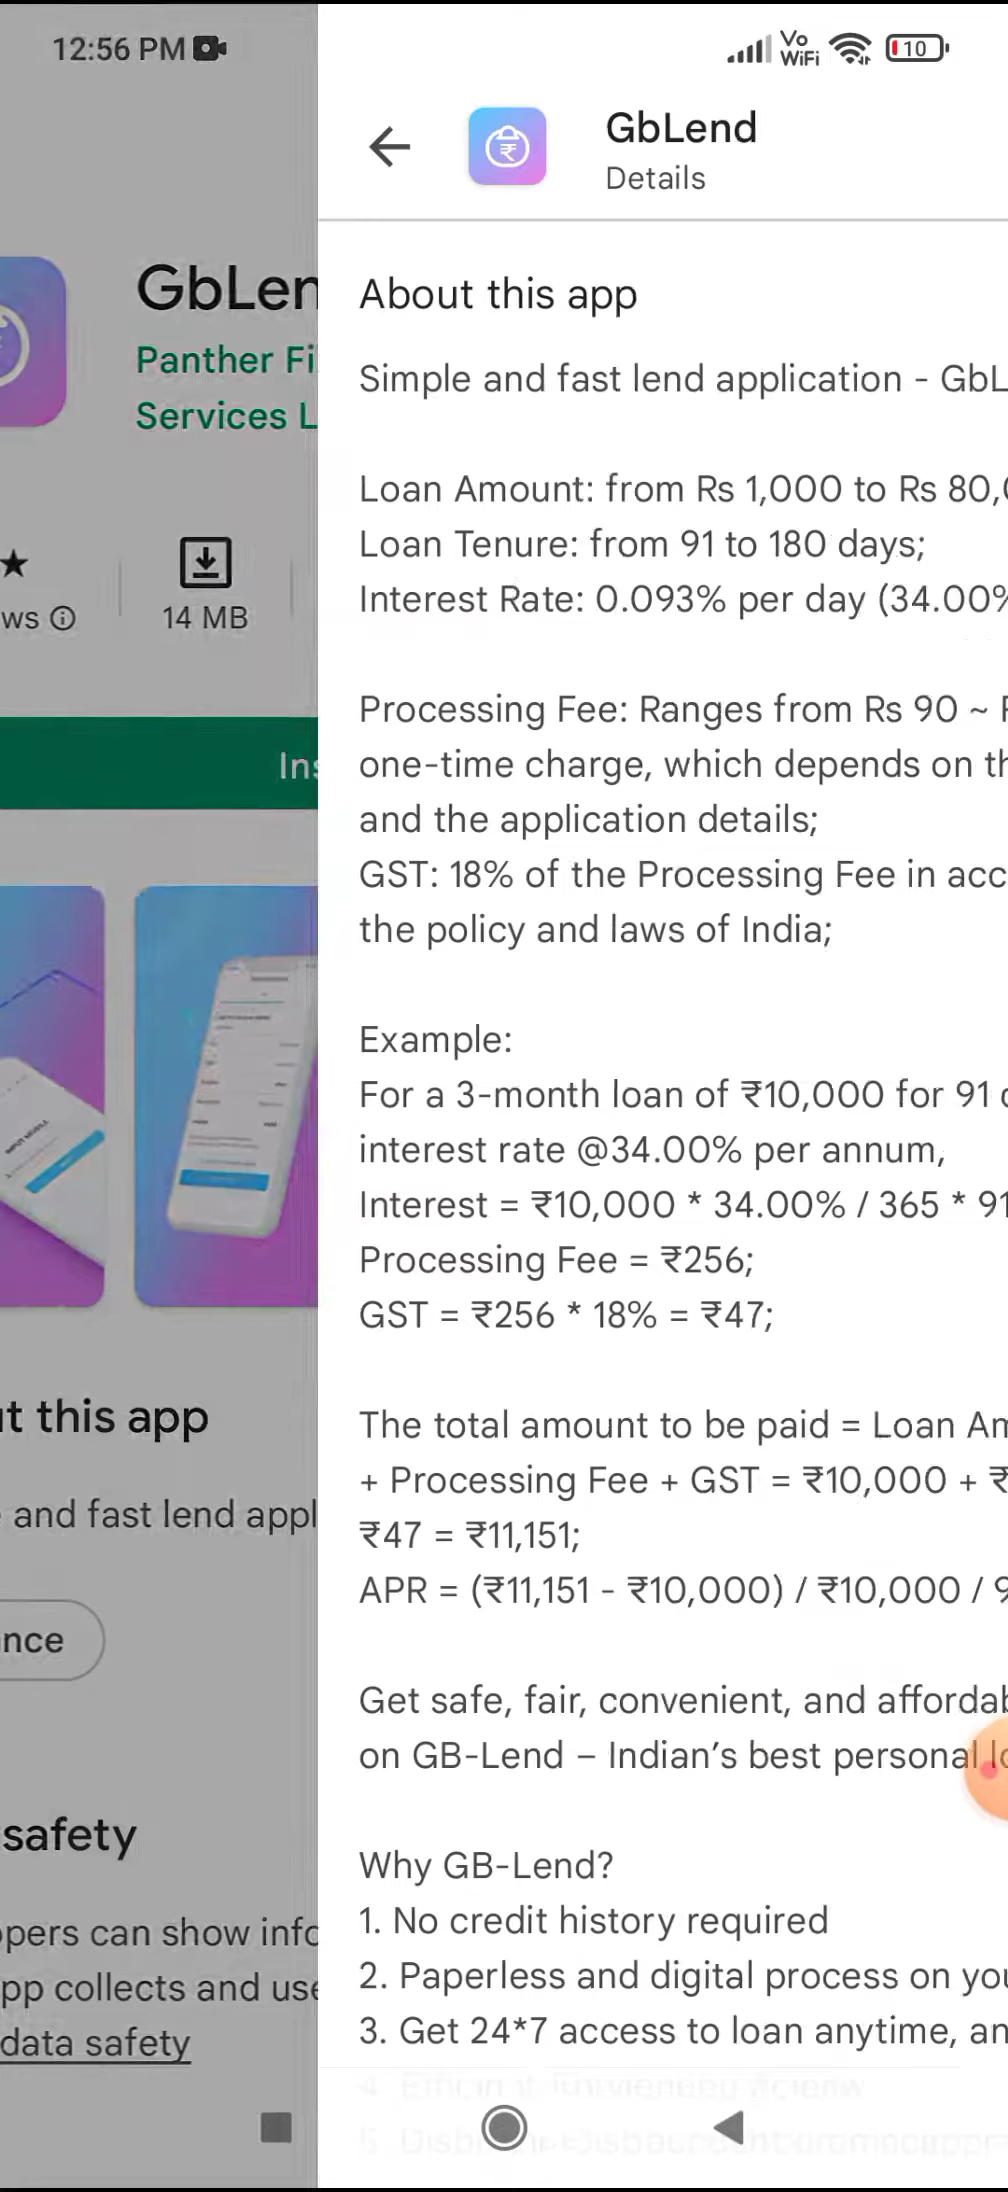 12:56 PM
Vo
WiFi
10
GbLend
Details
GbLen
Panther Fi
Services L
ws
14 MB
Ins
t this app
and fast lend appl
nce
safety
pers can show info
pp collects and use
data safety
About this app
Simple and fast lend application - GbL
Loan Amount: from Rs 1,000 to Rs 80,0
Loan Tenure: from 91 to 180 days;
Interest Rate: 0.093% per day (34.00%
Processing Fee: Ranges from Rs 90 ~ R
one-time charge, which depends on th
and the application details;
GST: 18% of the Processing Fee in acc
the policy and laws of India;
Example:
For a 3-month loan of ₹10,000 for 91 d
interest rate @34.00% per annum,
Interest = ₹10,000 * 34.00% / 365 * 91
Processing Fee = ₹256;
GST = ₹256 * 18% = ₹47;
The total amount to be paid = Loan Am
+ Processing Fee + GST = ₹10,000 + ₹
₹47 = ₹11,151;
APR = (₹11,151 - ₹10,000) / ₹10,000 / 9
Get safe, fair, convenient, and affordab
on GB-Lend – Indian’s best personal lo
Why GB-Lend?
1. No credit history required
2. Paperless and digital process on you
3. Get 24*7 access to loan anytime, an